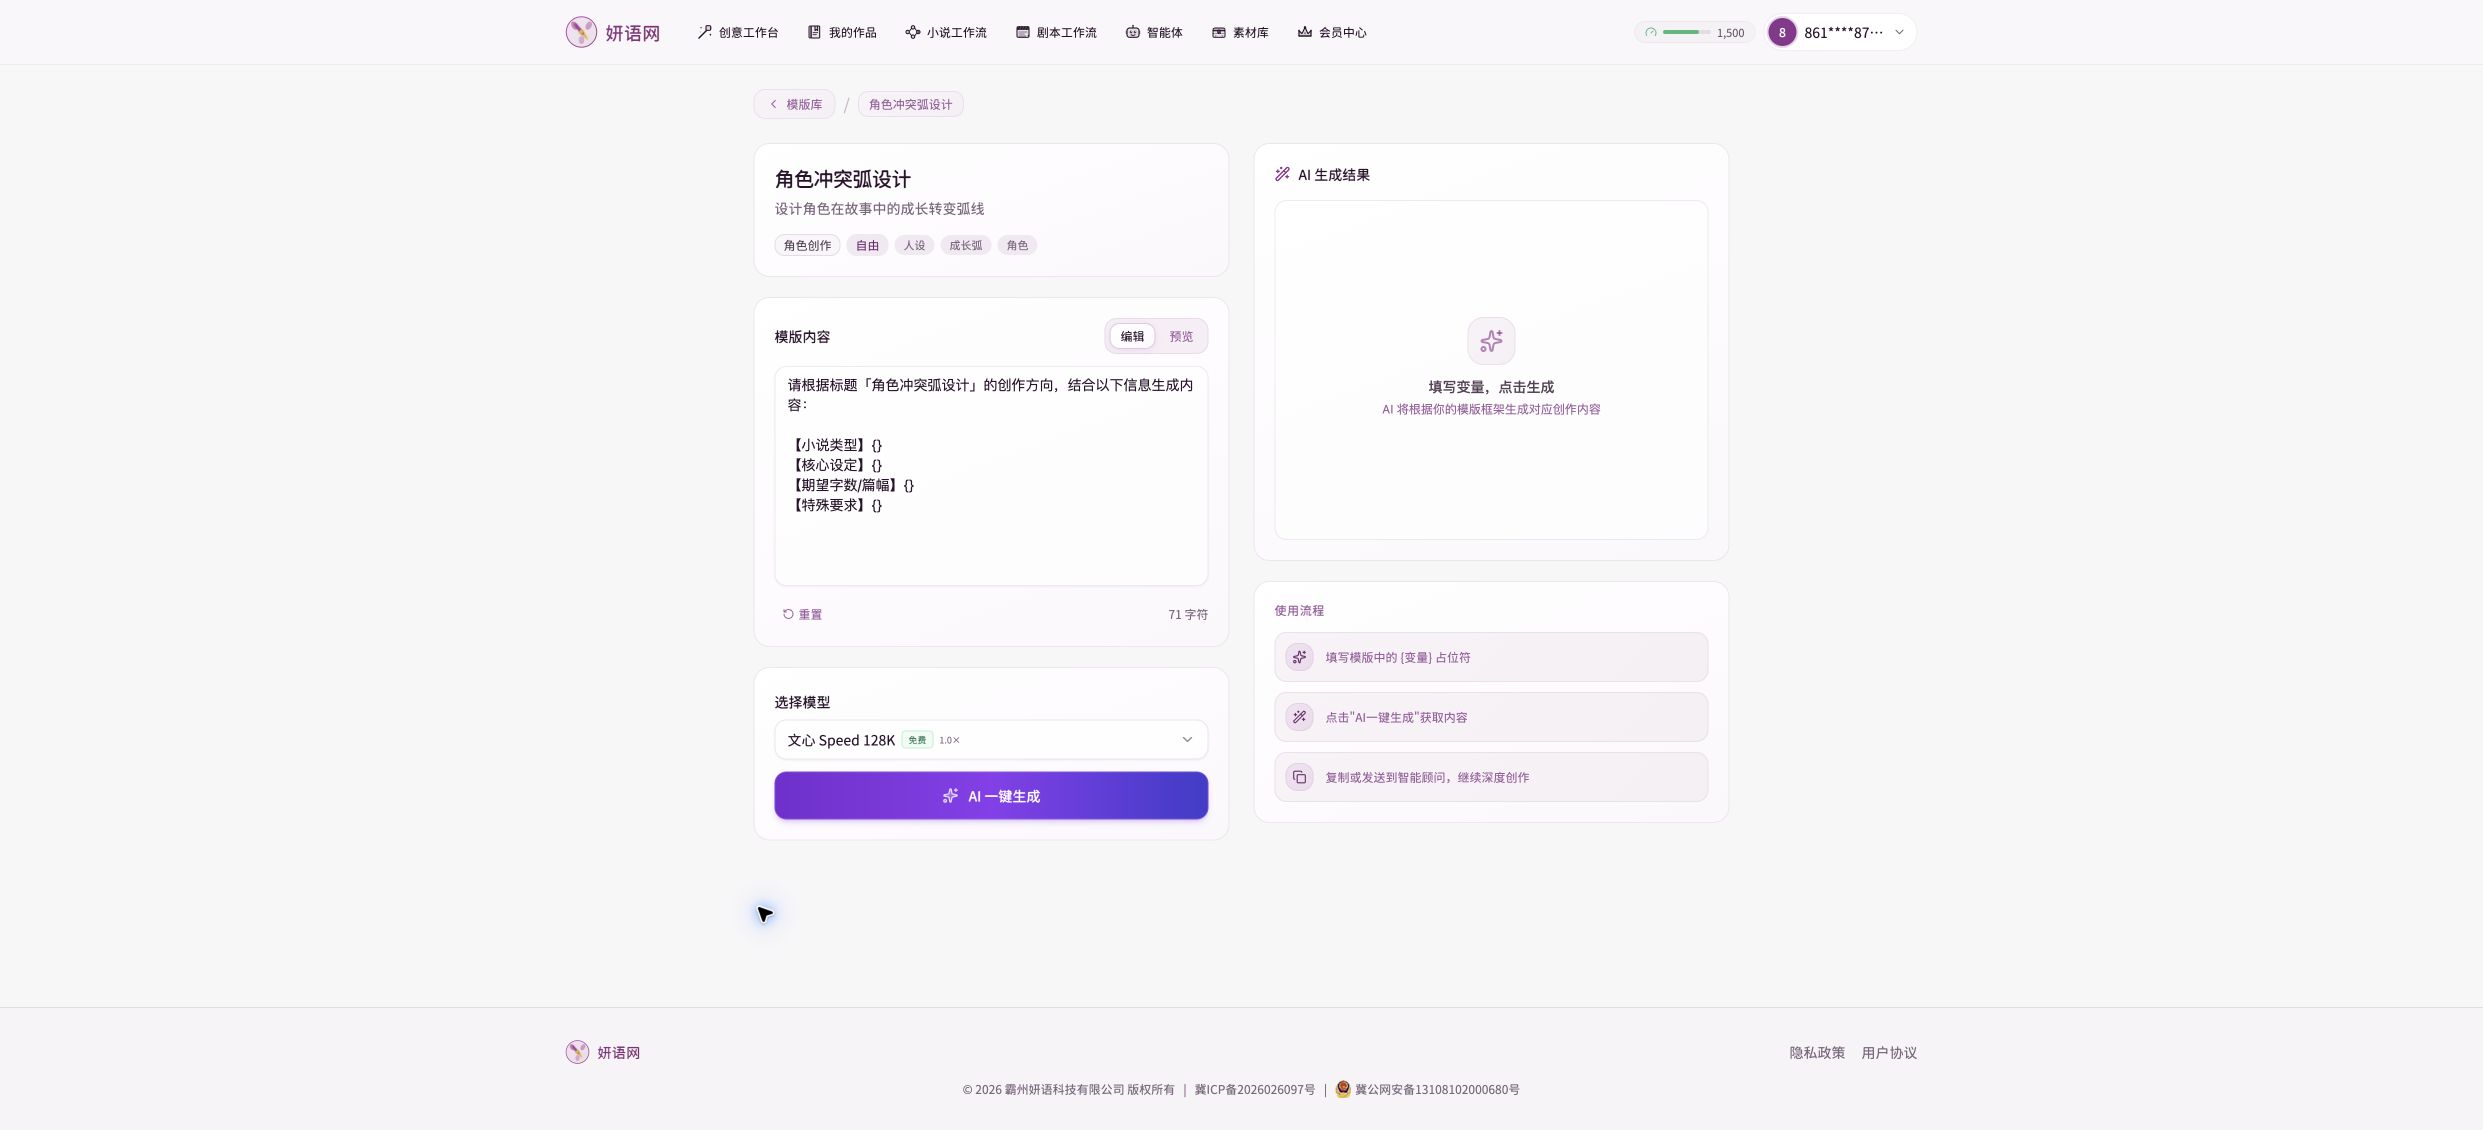 妍语网
创意工作台
我的作品
小说工作流
剧本工作流
智能体
素材库
会员中心
1,500
8
861****87···
模版库 / 角色冲突弧设计
角色冲突弧设计
设计角色在故事中的成长转变弧线
角色创作 自由 人设 成长弧 角色
模版内容
编辑 预览
请根据标题「角色冲突弧设计」的创作方向，结合以下信息生成内
容：
【小说类型】{}
【核心设定】{}
【期望字数/篇幅】{}
【特殊要求】{}
重置
71 字符
选择模型
文心 Speed 128K 免费 1.0×
AI 一键生成
AI 生成结果
填写变量，点击生成
AI 将根据你的模版框架生成对应创作内容
使用流程
填写模版中的 {变量} 占位符
点击"AI一键生成"获取内容
复制或发送到智能顾问，继续深度创作
妍语网
隐私政策 用户协议
© 2026 霸州妍语科技有限公司 版权所有 | 冀ICP备2026026097号 | 冀公网安备13108102000680号